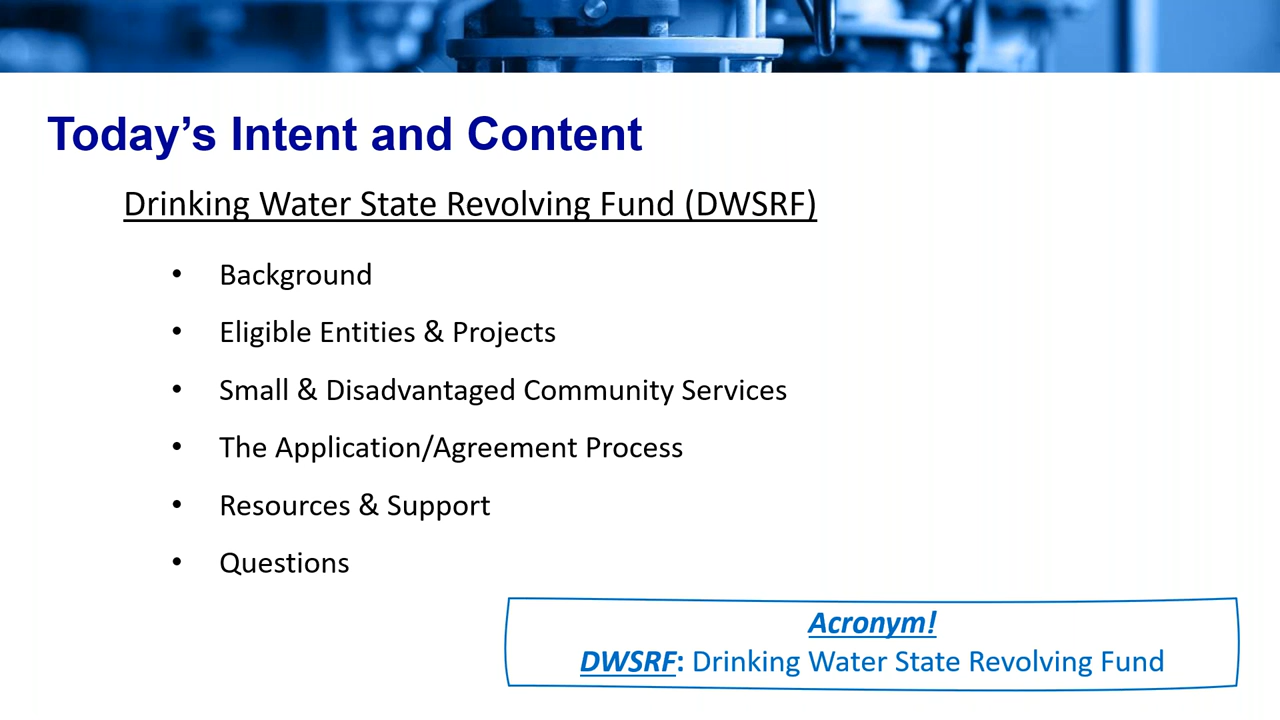 Today’s Intent and Content
Drinking Water State Revolving Fund (DWSRF)
• Background
• Eligible Entities & Projects
• Small & Disadvantaged Community Services
• The Application/Agreement Process
• Resources & Support
• Questions
Acronym!
DWSRF: Drinking Water State Revolving Fund